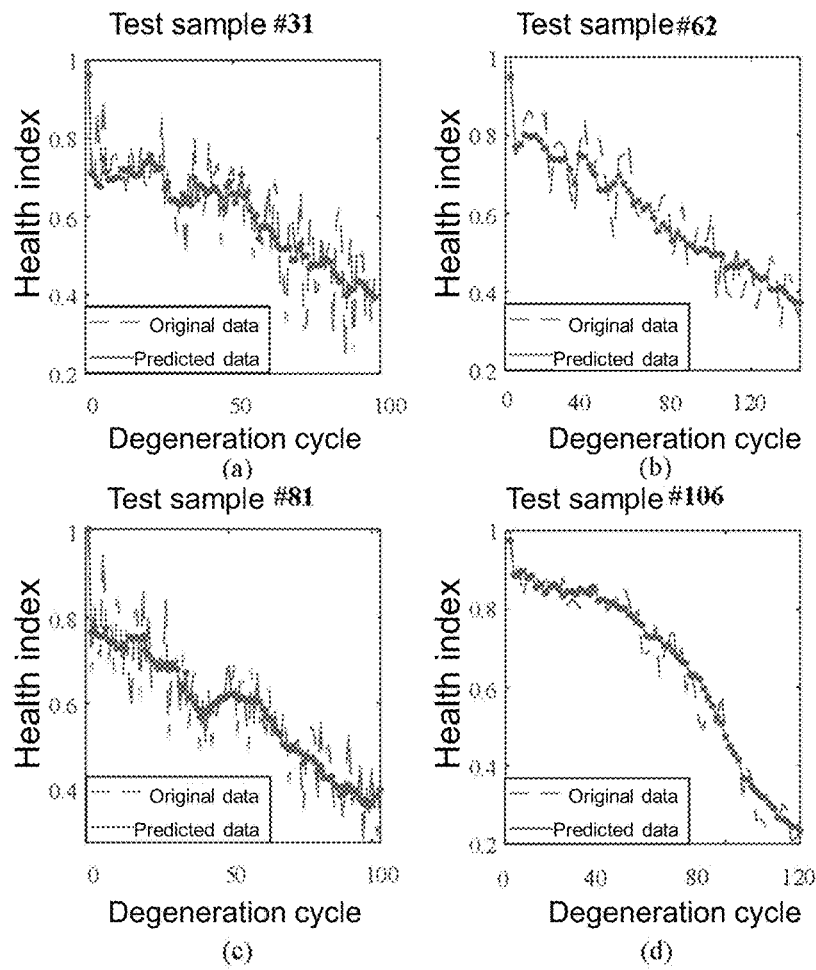 Test sample #31
1
0.8
0.6
0.4
0.2
Health index
Original data
Predicted data
0 50 100
Degeneration cycle
(a)
Test sample #62
1
0.8
0.6
0.4
0.2
Health index
Original data
Predicted data
0 40 80 120
Degeneration cycle
(b)
Test sample #81
1
0.8
0.6
0.4
Health index
Original data
Predicted data
0 50 100
Degeneration cycle
(c)
Test sample #106
1
0.8
0.6
0.4
0.2
Health index
Original data
Predicted data
0 40 80 120
Degeneration cycle
(d)